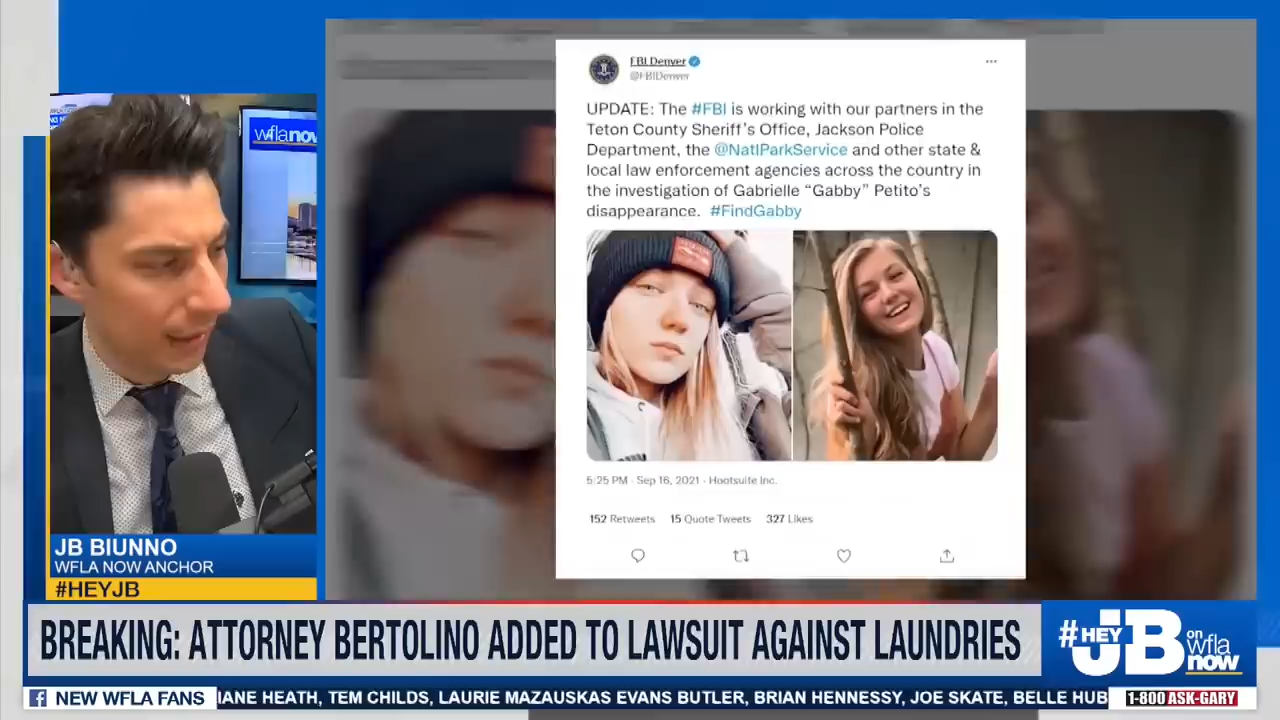 wfla now
FBI Denver
@FBIDenver
UPDATE: The #FBI is working with our partners in the
Teton County Sheriff's Office, Jackson Police
Department, the @NatlParkService and other state &
local law enforcement agencies across the country in
the investigation of Gabrielle “Gabby” Petito's
disappearance. #FindGabby
5:25 PM · Sep 16, 2021 · Hootsuite Inc.
152 Retweets 15 Quote Tweets 327 Likes
JB BIUNNO
WFLA NOW ANCHOR
#HEYJB
BREAKING: ATTORNEY BERTOLINO ADDED TO LAWSUIT AGAINST LAUNDRIES
#HEY JB on wfla now
NEW WFLA FANS IANE HEATH, TEM CHILDS, LAURIE MAZAUSKAS EVANS BUTLER, BRIAN HENNESSY, JOE SKATE, BELLE HUB 1-800 ASK-GARY